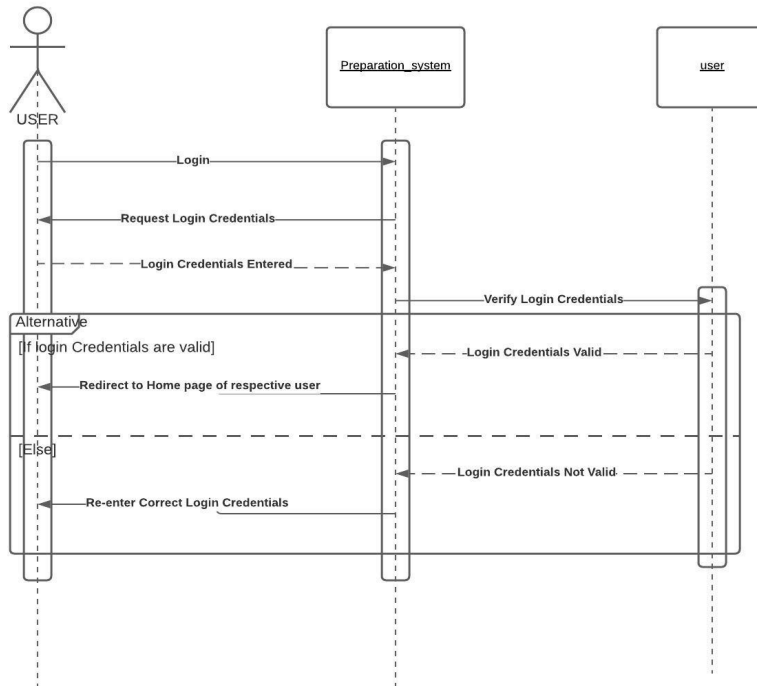 Preparation_system
user
USER
Login
Request Login Credentials
Login Credentials Entered
Verify Login Credentials
Alternative
[If login Credentials are valid]
Login Credentials Valid
Redirect to Home page of respective user
[Else]
Login Credentials Not Valid
Re-enter Correct Login Credentials